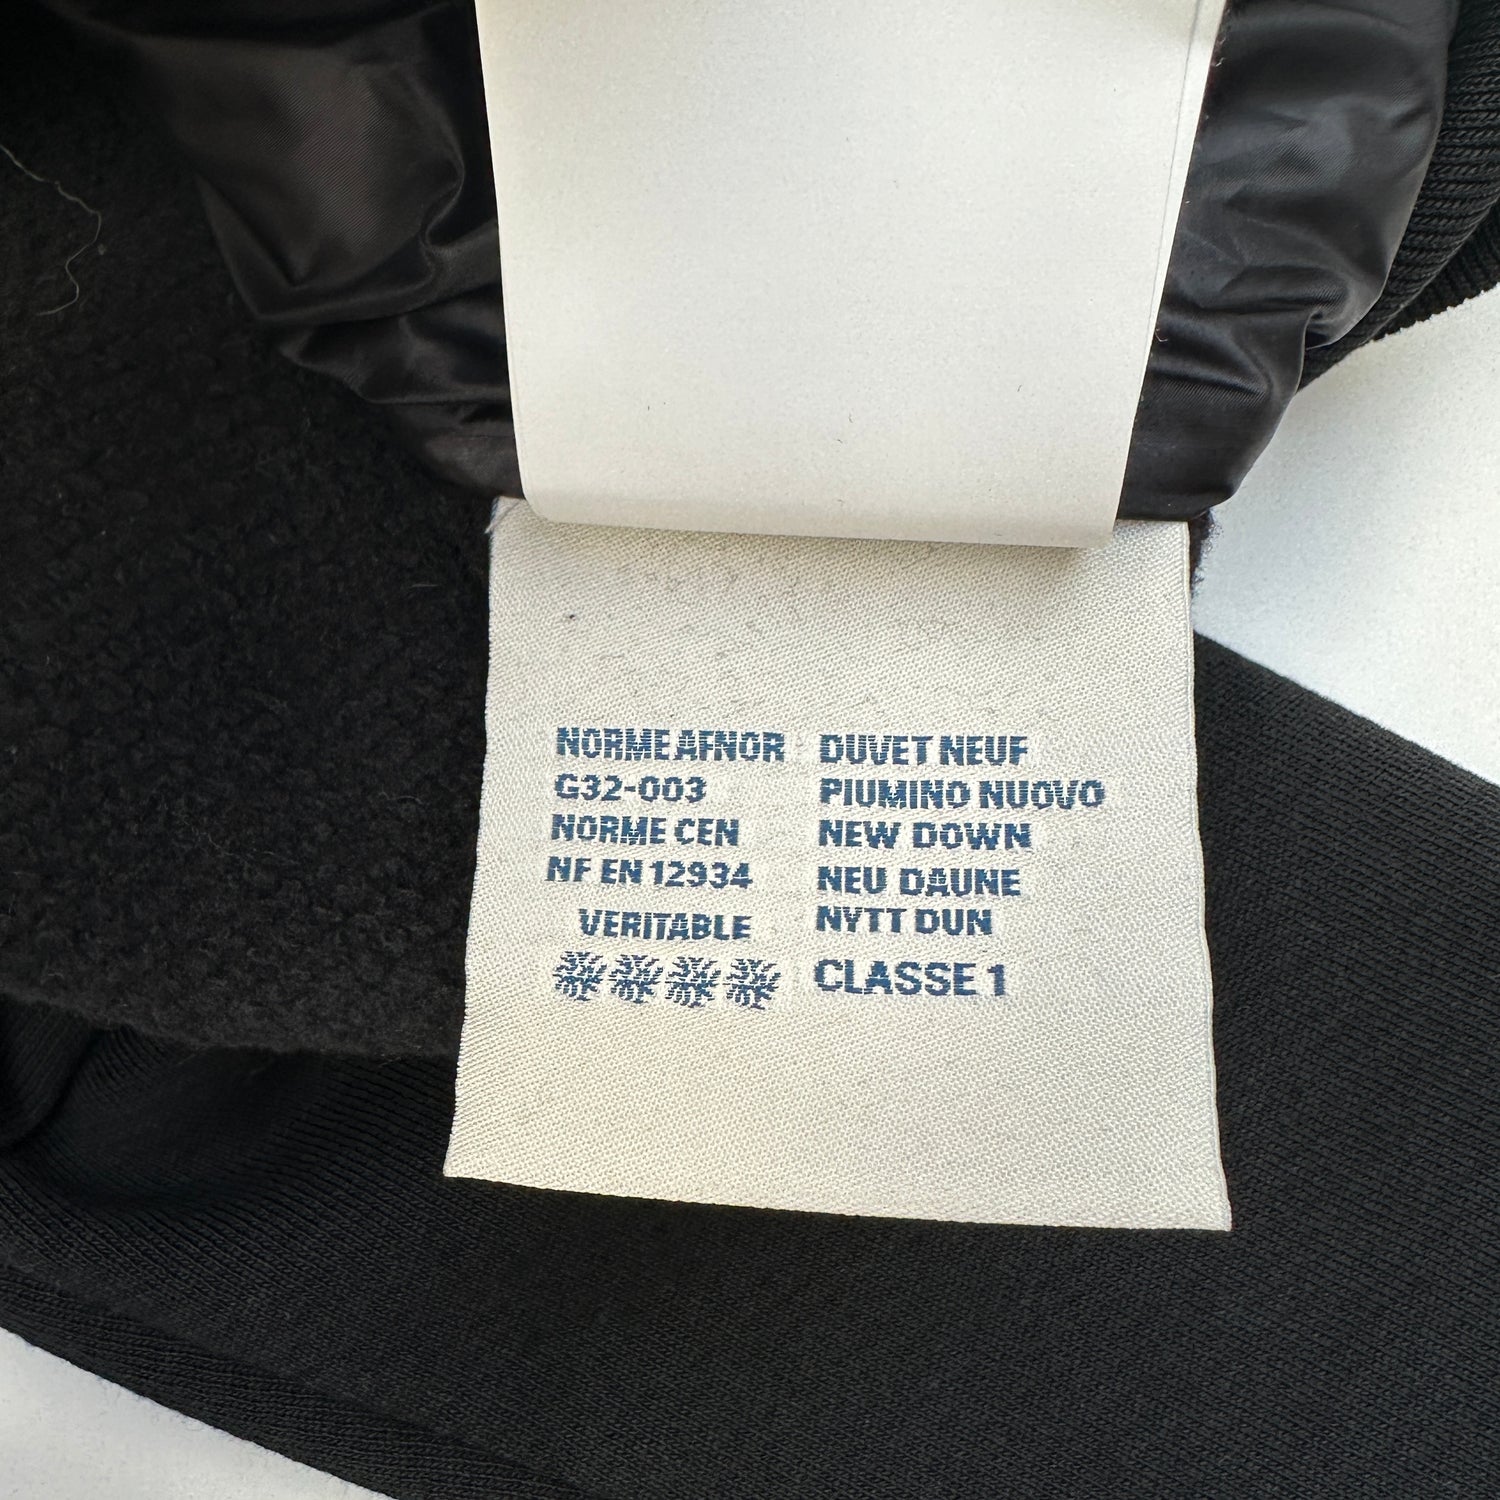 NORME AFNOR
G32-003
NORME CEN
NF EN 12934
VERITABLE
DUVET NEUF
PIUMINO NUOVO
NEW DOWN
NEU DAUNE
NYTT DUN
CLASSE 1